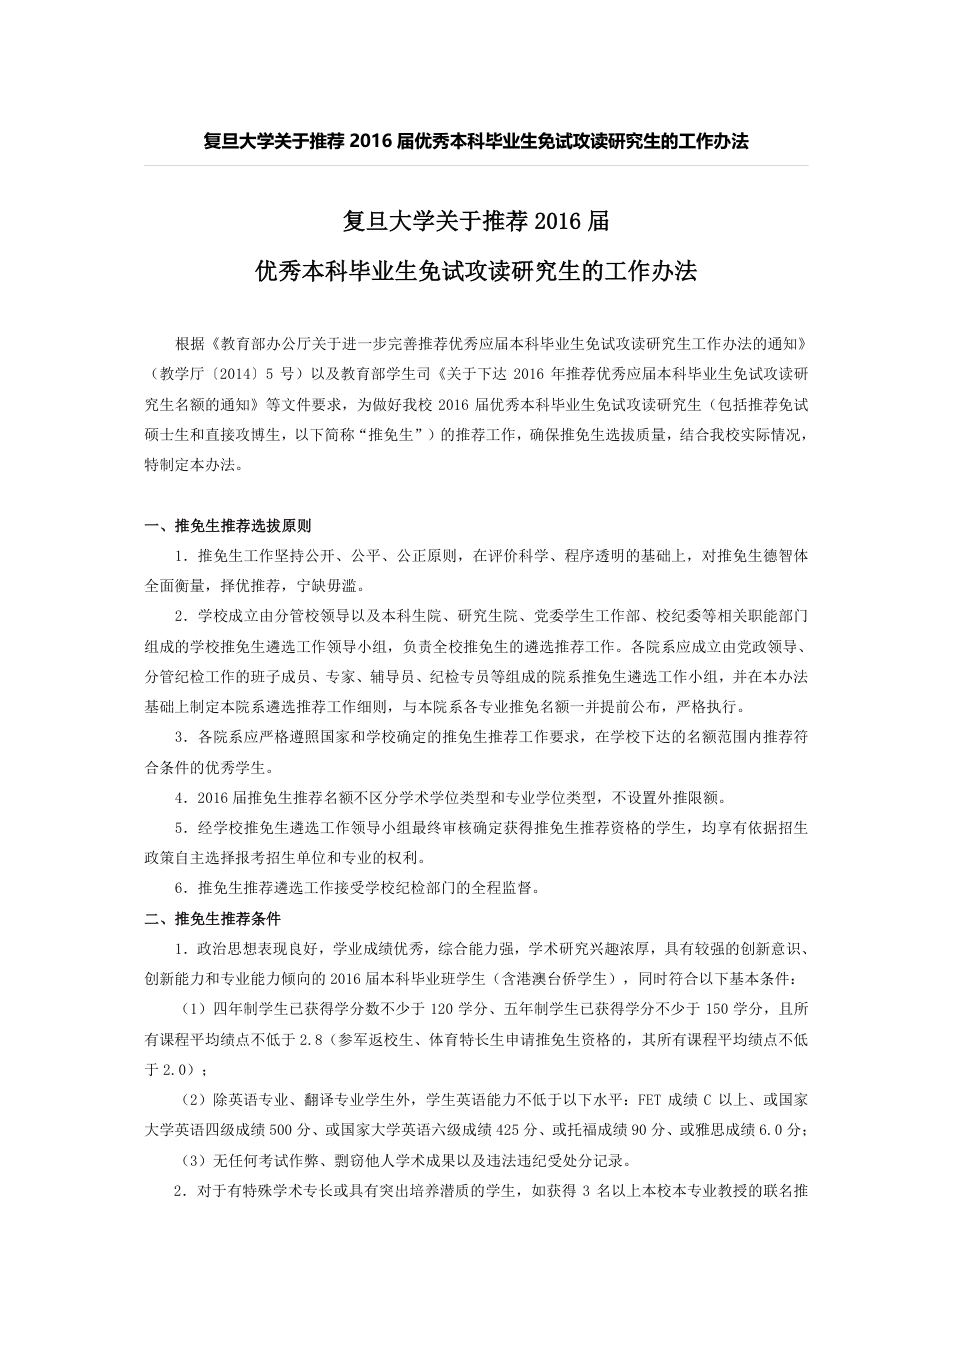 复旦大学关于推荐 2016 届优秀本科毕业生免试攻读研究生的工作办法
复旦大学关于推荐 2016 届
优秀本科毕业生免试攻读研究生的工作办法
根据《教育部办公厅关于进一步完善推荐优秀应届本科毕业生免试攻读研究生工作办法的通知》
（教学厅〔2014〕5 号）以及教育部学生司《关于下达 2016 年推荐优秀应届本科毕业生免试攻读研
究生名额的通知》等文件要求，为做好我校 2016 届优秀本科毕业生免试攻读研究生（包括推荐免试
硕士生和直接攻博生，以下简称“推免生”）的推荐工作，确保推免生选拔质量，结合我校实际情况，
特制定本办法。
一、推免生推荐选拔原则
1．推免生工作坚持公开、公平、公正原则，在评价科学、程序透明的基础上，对推免生德智体
全面衡量，择优推荐，宁缺毋滥。
2．学校成立由分管校领导以及本科生院、研究生院、党委学生工作部、校纪委等相关职能部门
组成的学校推免生遴选工作领导小组，负责全校推免生的遴选推荐工作。各院系应成立由党政领导、
分管纪检工作的班子成员、专家、辅导员、纪检专员等组成的院系推免生遴选工作小组，并在本办法
基础上制定本院系遴选推荐工作细则，与本院系各专业推免名额一并提前公布，严格执行。
3．各院系应严格遵照国家和学校确定的推免生推荐工作要求，在学校下达的名额范围内推荐符
合条件的优秀学生。
4．2016 届推免生推荐名额不区分学术学位类型和专业学位类型，不设置外推限额。
5．经学校推免生遴选工作领导小组最终审核确定获得推免生推荐资格的学生，均享有依据招生
政策自主选择报考招生单位和专业的权利。
6．推免生推荐遴选工作接受学校纪检部门的全程监督。
二、推免生推荐条件
1．政治思想表现良好，学业成绩优秀，综合能力强，学术研究兴趣浓厚，具有较强的创新意识、
创新能力和专业能力倾向的 2016 届本科毕业班学生（含港澳台侨学生），同时符合以下基本条件：
（1）四年制学生已获得学分数不少于 120 学分、五年制学生已获得学分不少于 150 学分，且所
有课程平均绩点不低于 2.8（参军返校生、体育特长生申请推免生资格的，其所有课程平均绩点不低
于 2.0）；
（2）除英语专业、翻译专业学生外，学生英语能力不低于以下水平：FET 成绩 C 以上、或国家
大学英语四级成绩 500 分、或国家大学英语六级成绩 425 分、或托福成绩 90 分、或雅思成绩 6.0 分；
（3）无任何考试作弊、剽窃他人学术成果以及违法违纪受处分记录。
2．对于有特殊学术专长或具有突出培养潜质的学生，如获得 3 名以上本校本专业教授的联名推